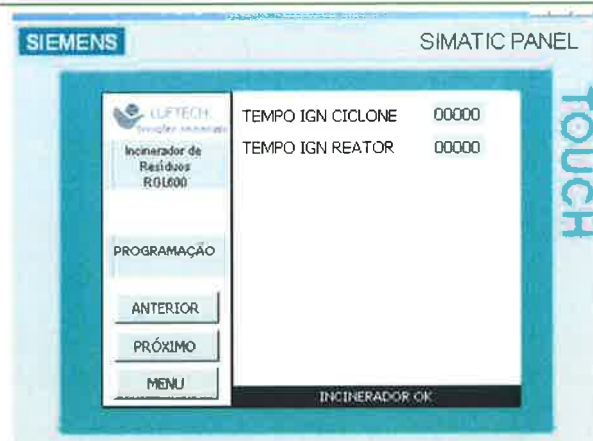 SIEMENS
SIMATIC PANEL
TOUCH
LUFTECH
Incinerador de
Resíduos
RGL600
PROGRAMAÇÃO
ANTERIOR
PRÓXIMO
MENU
TEMPO IGN CICLONE 00000
TEMPO IGN REATOR 00000
INCINERADOR OK